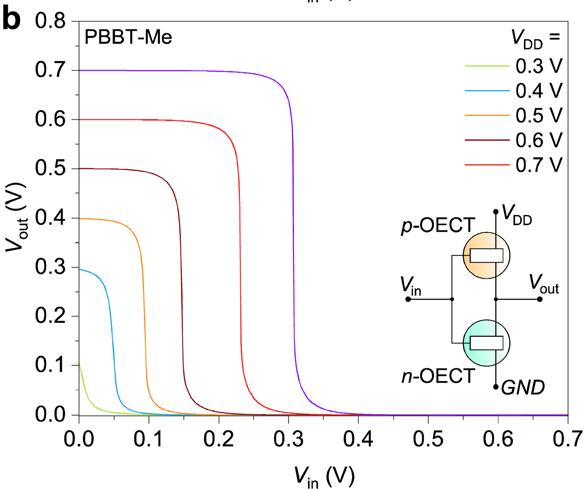 in
b
PBBT-Me
V_DD =
0.3 V
0.4 V
0.5 V
0.6 V
0.7 V
0.8
0.7
0.6
0.5
0.4
0.3
0.2
0.1
0.0
V_out (V)
p-OECT
V_DD
V_in
V_out
n-OECT
GND
0.0 0.1 0.2 0.3 0.4 0.5 0.6 0.7
V_in (V)